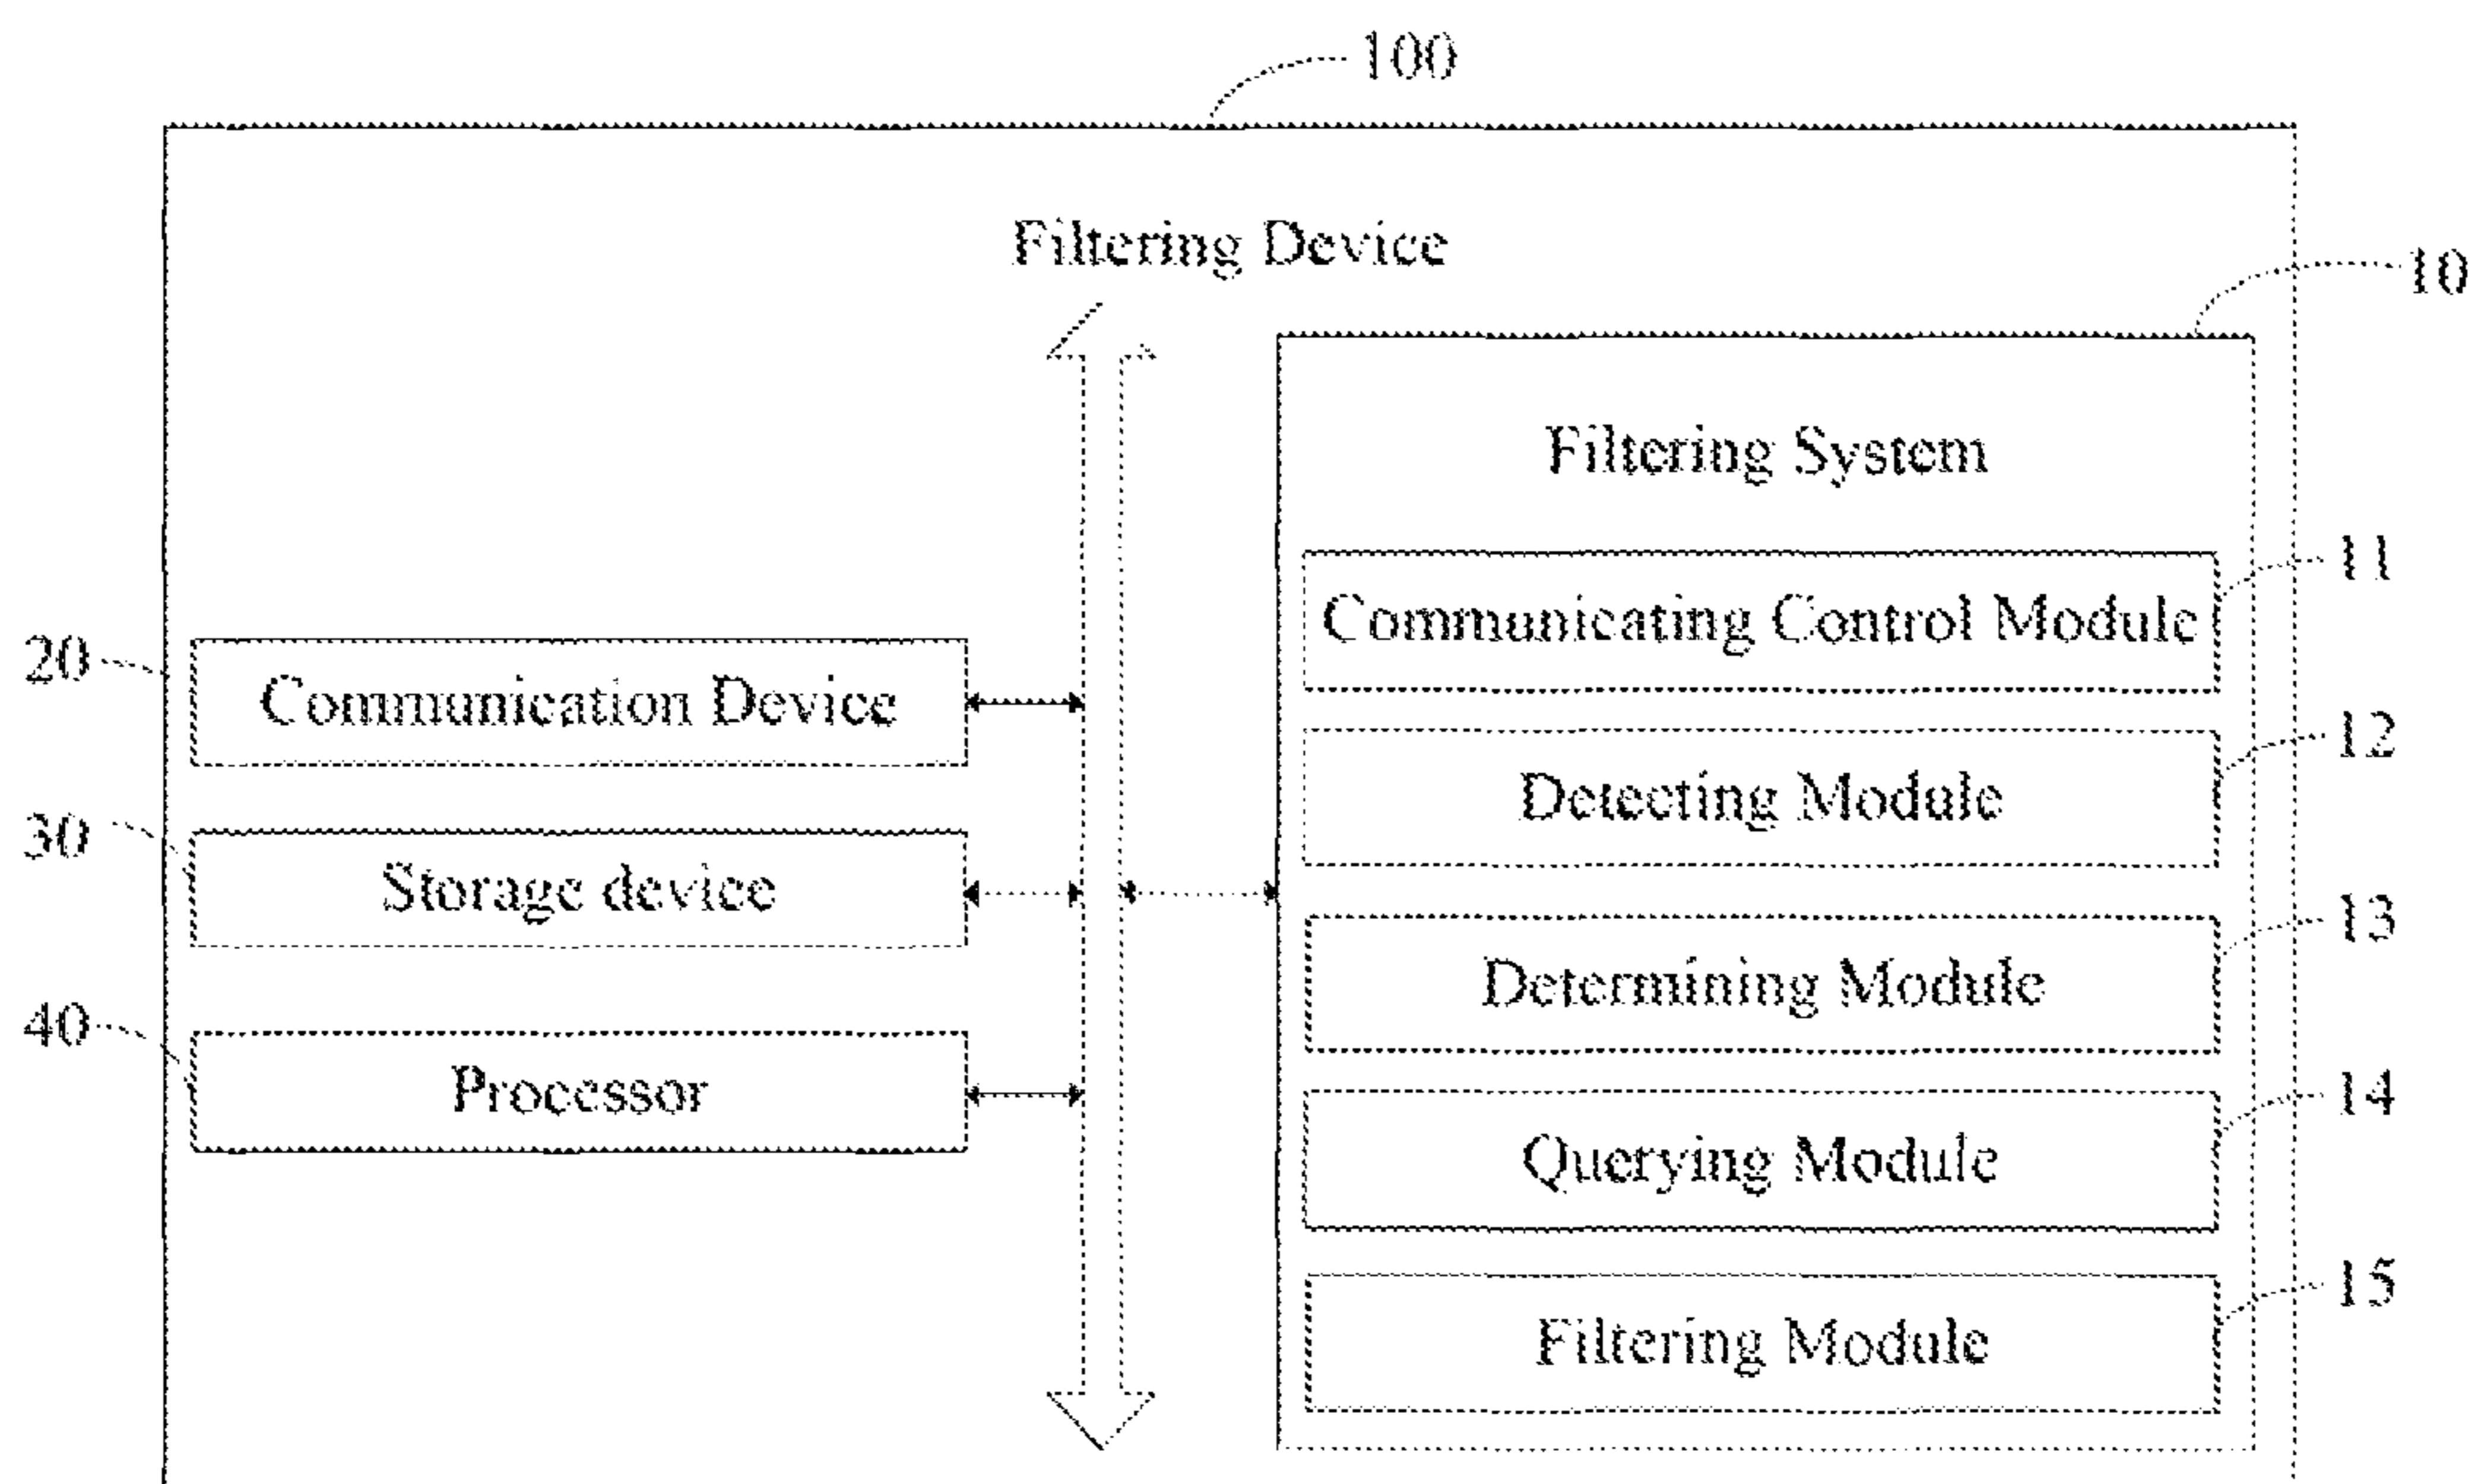 100
Filtering Device
10
Filtering System
11
Communicating Control Module
20
Communication Device
12
Detecting Module
30
Storage device
13
Determining Module
40
Processor
14
Querying Module
15
Filtering Module